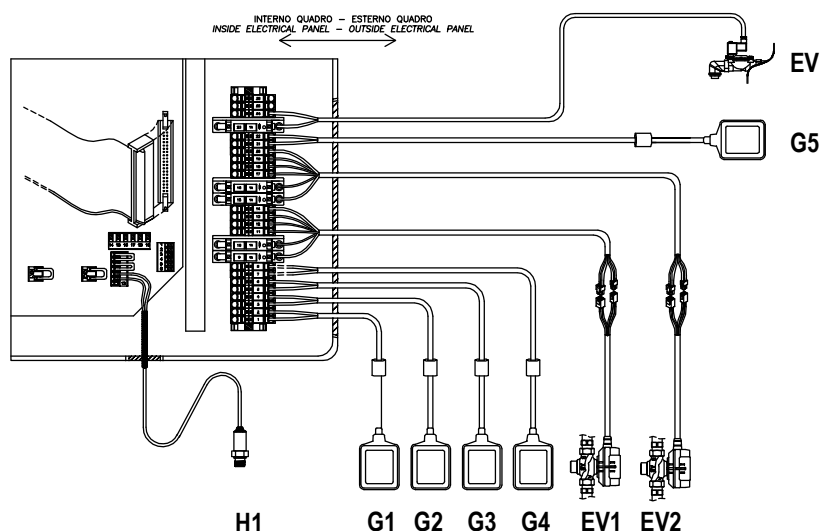 INTERNO QUADRO – ESTERNO QUADRO
INSIDE ELECTRICAL PANEL – OUTSIDE ELECTRICAL PANEL
EV
G5
H1 G1 G2 G3 G4 EV1 EV2